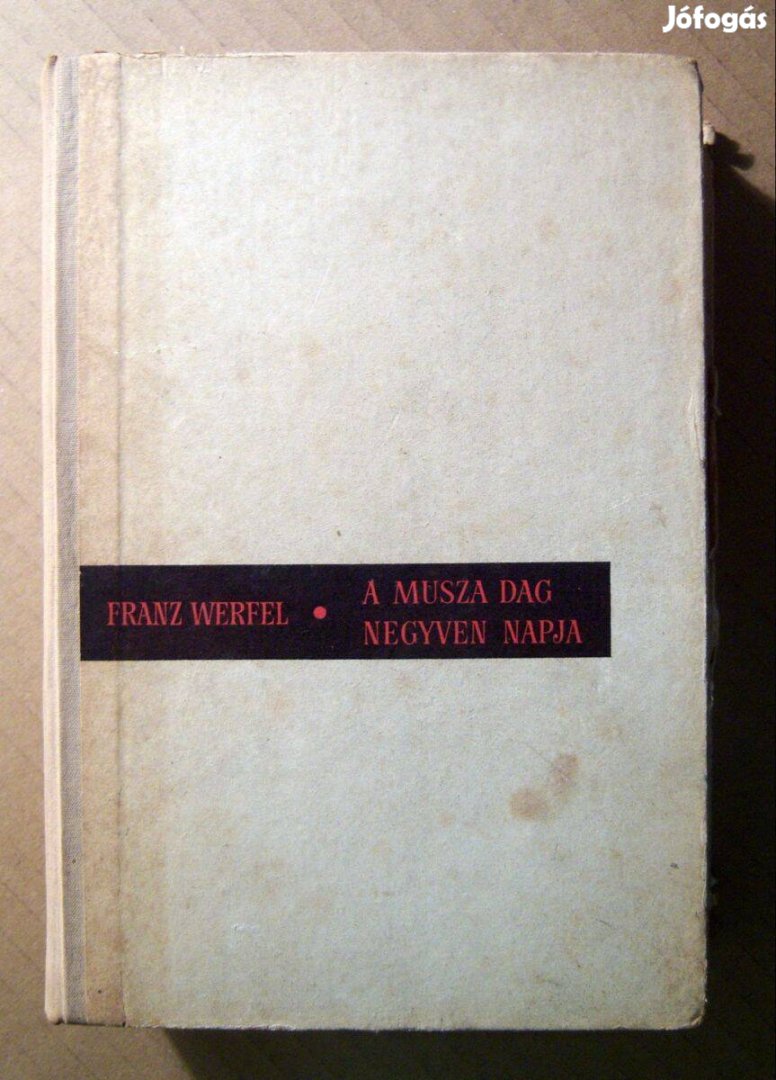 Jófogás
FRANZ WERFEL • A MUSZA DAG
NEGYVEN NAPJA